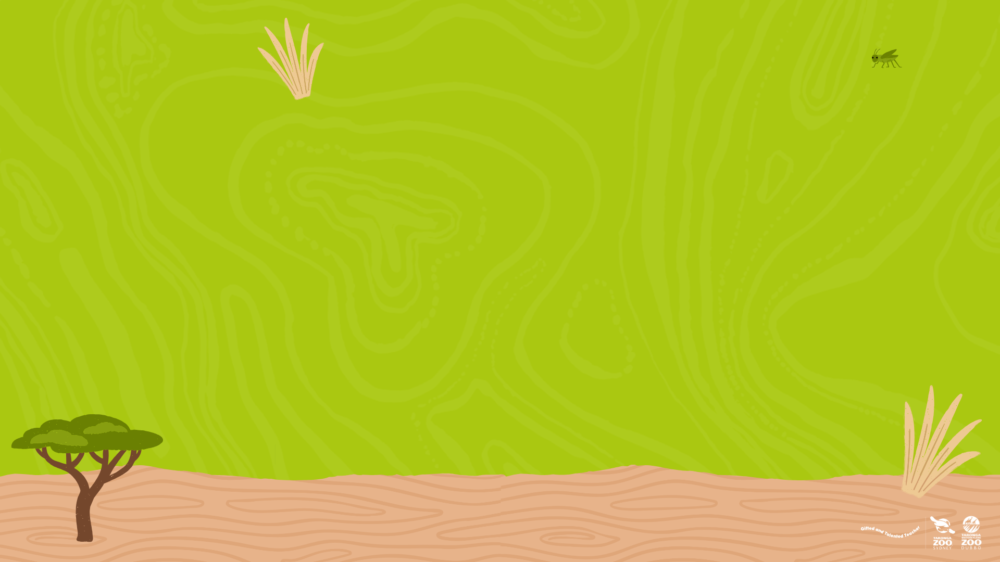 Gifted and Talented Teacher
TARONGA
ZOO
SYDNEY
TARONGA
WESTERN PLAINS
ZOO
DUBBO